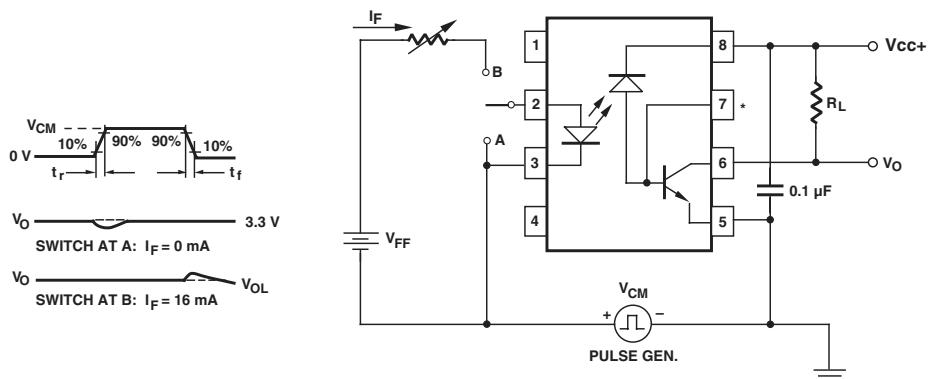 V_CM
10% 90% 90% 10%
0 V
t_r t_f
V_O 3.3 V
SWITCH AT A: I_F = 0 mA
V_O V_OL
SWITCH AT B: I_F = 16 mA
I_F
B
A
V_FF
1
2
3
4
8
7 *
6
5
Vcc+
R_L
V_O
0.1 µF
V_CM
+ –
PULSE GEN.